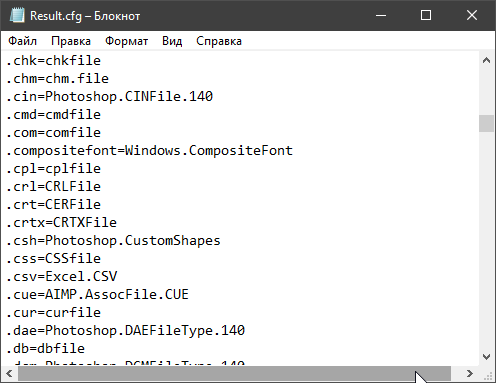 Result.cfg – Блокнот
Файл Правка Формат Вид Справка
.chk=chkfile
.chm=chm.file
.cin=Photoshop.CINFile.140
.cmd=cmdfile
.com=comfile
.compositefont=Windows.CompositeFont
.cpl=cplfile
.crl=CRLFile
.crt=CERFile
.crtx=CRTXFile
.csh=Photoshop.CustomShapes
.css=CSSfile
.csv=Excel.CSV
.cue=AIMP.AssocFile.CUE
.cur=curfile
.dae=Photoshop.DAEFileType.140
.db=dbfile